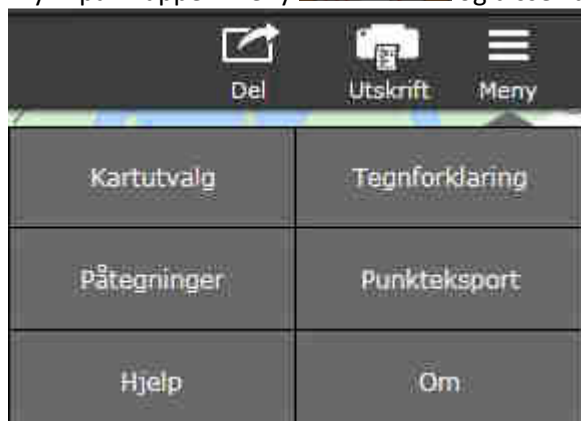 Del Utskrift Meny
Kartutvalg Tegnforklaring
Påtegninger Punkteksport
Hjelp Om